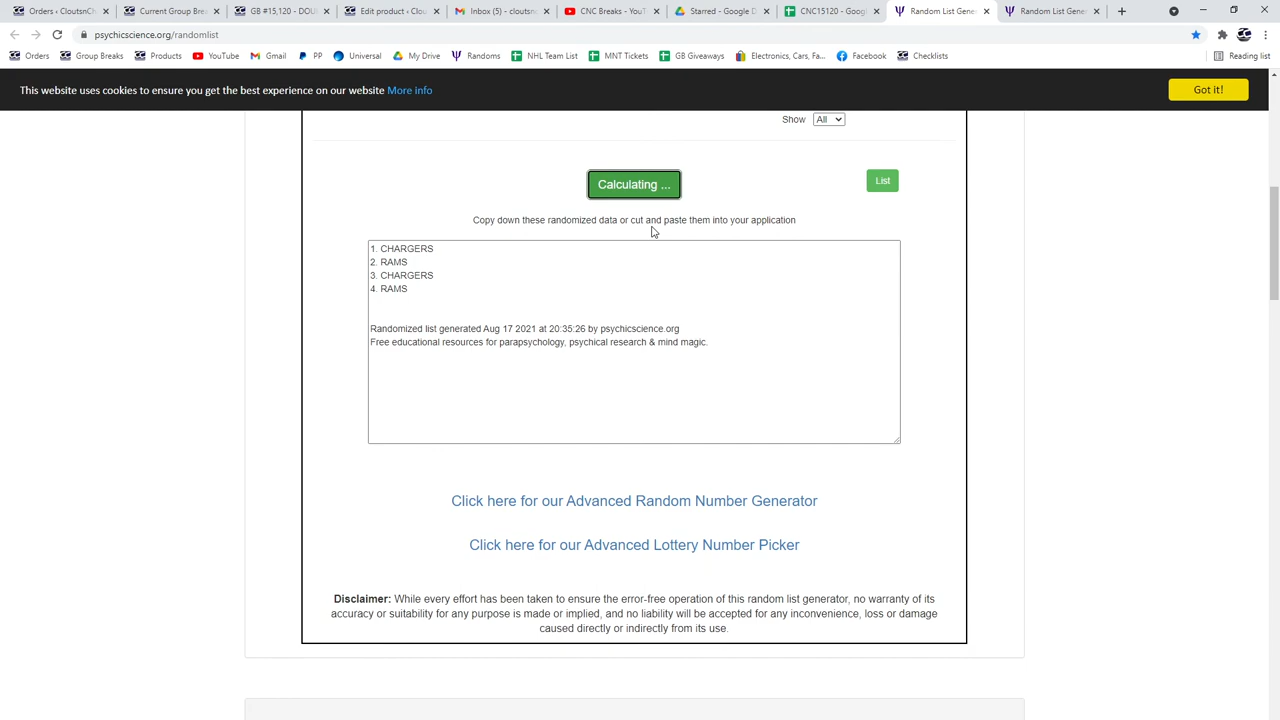 Orders • CloutsnCh
Current Group Brea
GB #15,120 - DOU
Edit product • Clou
Inbox (5) - cloutsn
CNC Breaks - YouT
Starred - Google D
CNC15120 - Google
Random List Gene
Random List Gene
psychicscience.org/randomlist
Orders
Group Breaks
Products
YouTube
Gmail
PP
Universal
My Drive
Randoms
NHL Team List
MNT Tickets
GB Giveaways
Electronics, Cars, Fa...
Facebook
Checklists
Reading list
This website uses cookies to ensure you get the best experience on our website More info
Got it!
Show All
Calculating ...
List
Copy down these randomized data or cut and paste them into your application
1. CHARGERS
2. RAMS
3. CHARGERS
4. RAMS
Randomized list generated Aug 17 2021 at 20:35:26 by psychicscience.org
Free educational resources for parapsychology, psychical research & mind magic.
Click here for our Advanced Random Number Generator
Click here for our Advanced Lottery Number Picker
Disclaimer: While every effort has been taken to ensure the error-free operation of this random list generator, no warranty of its
accuracy or suitability for any purpose is made or implied, and no liability will be accepted for any inconvenience, loss or damage
caused directly or indirectly from its use.